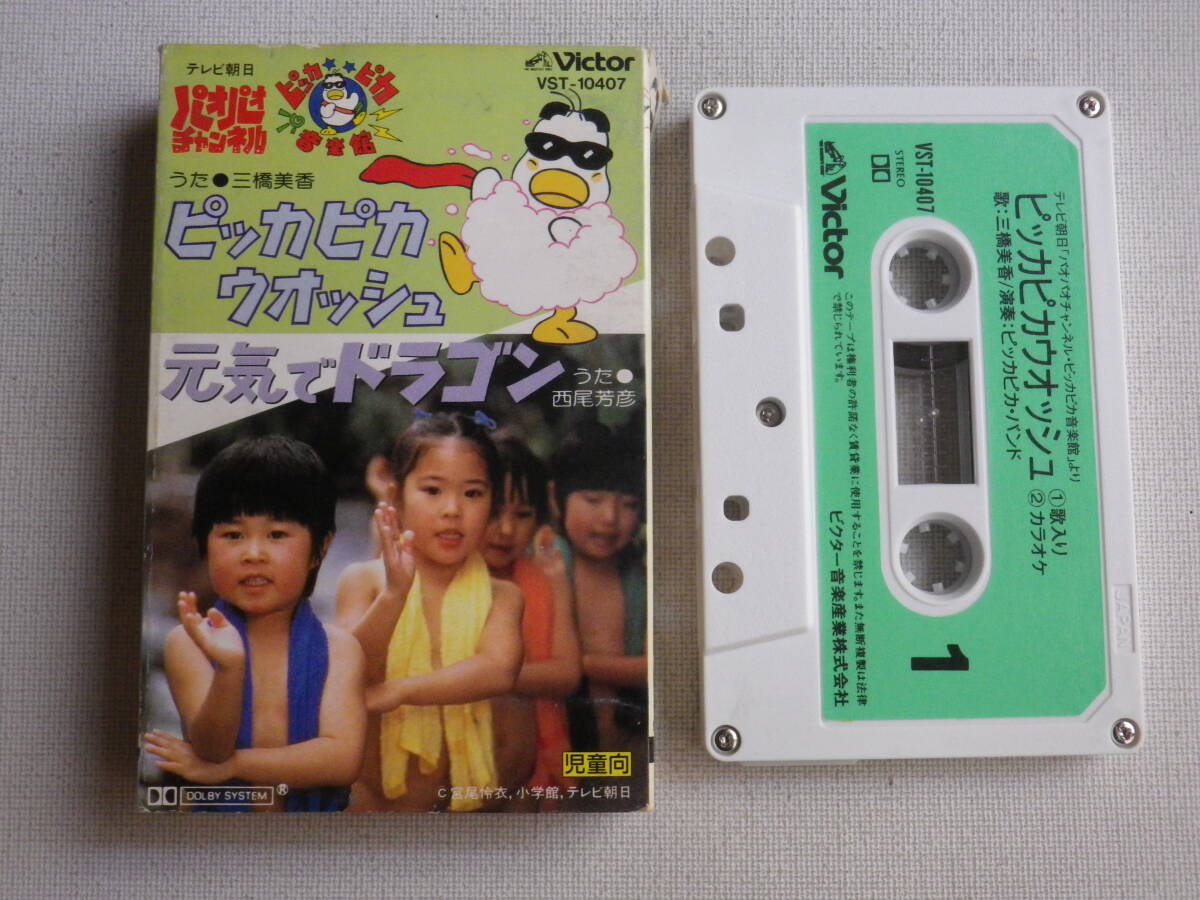 テレビ朝日
パオパオ
チャンネル
ピッカピカ
音楽館
Victor
VST-10407
うた●三橋美香
ピッカピカ
ウオッシュ
元気でドラゴン
うた●
西尾芳彦
児童向
DOLBY SYSTEM ®
C 宮尾怜衣,小学館,テレビ朝日
VST-10407
STEREO
Victor
テレビ朝日「パオパオチャンネル・ピッカピカ音楽館」より
ピッカピカウオッシュ
①歌入り
②カラオケ
歌:三橋美香/演奏:ピッカピカ・バンド
このテープは権利者の許諾なく賃貸業に使用することを禁じます。また無断複製は法律
で禁じられています。
ビクター音楽産業株式会社
1
JAPAN